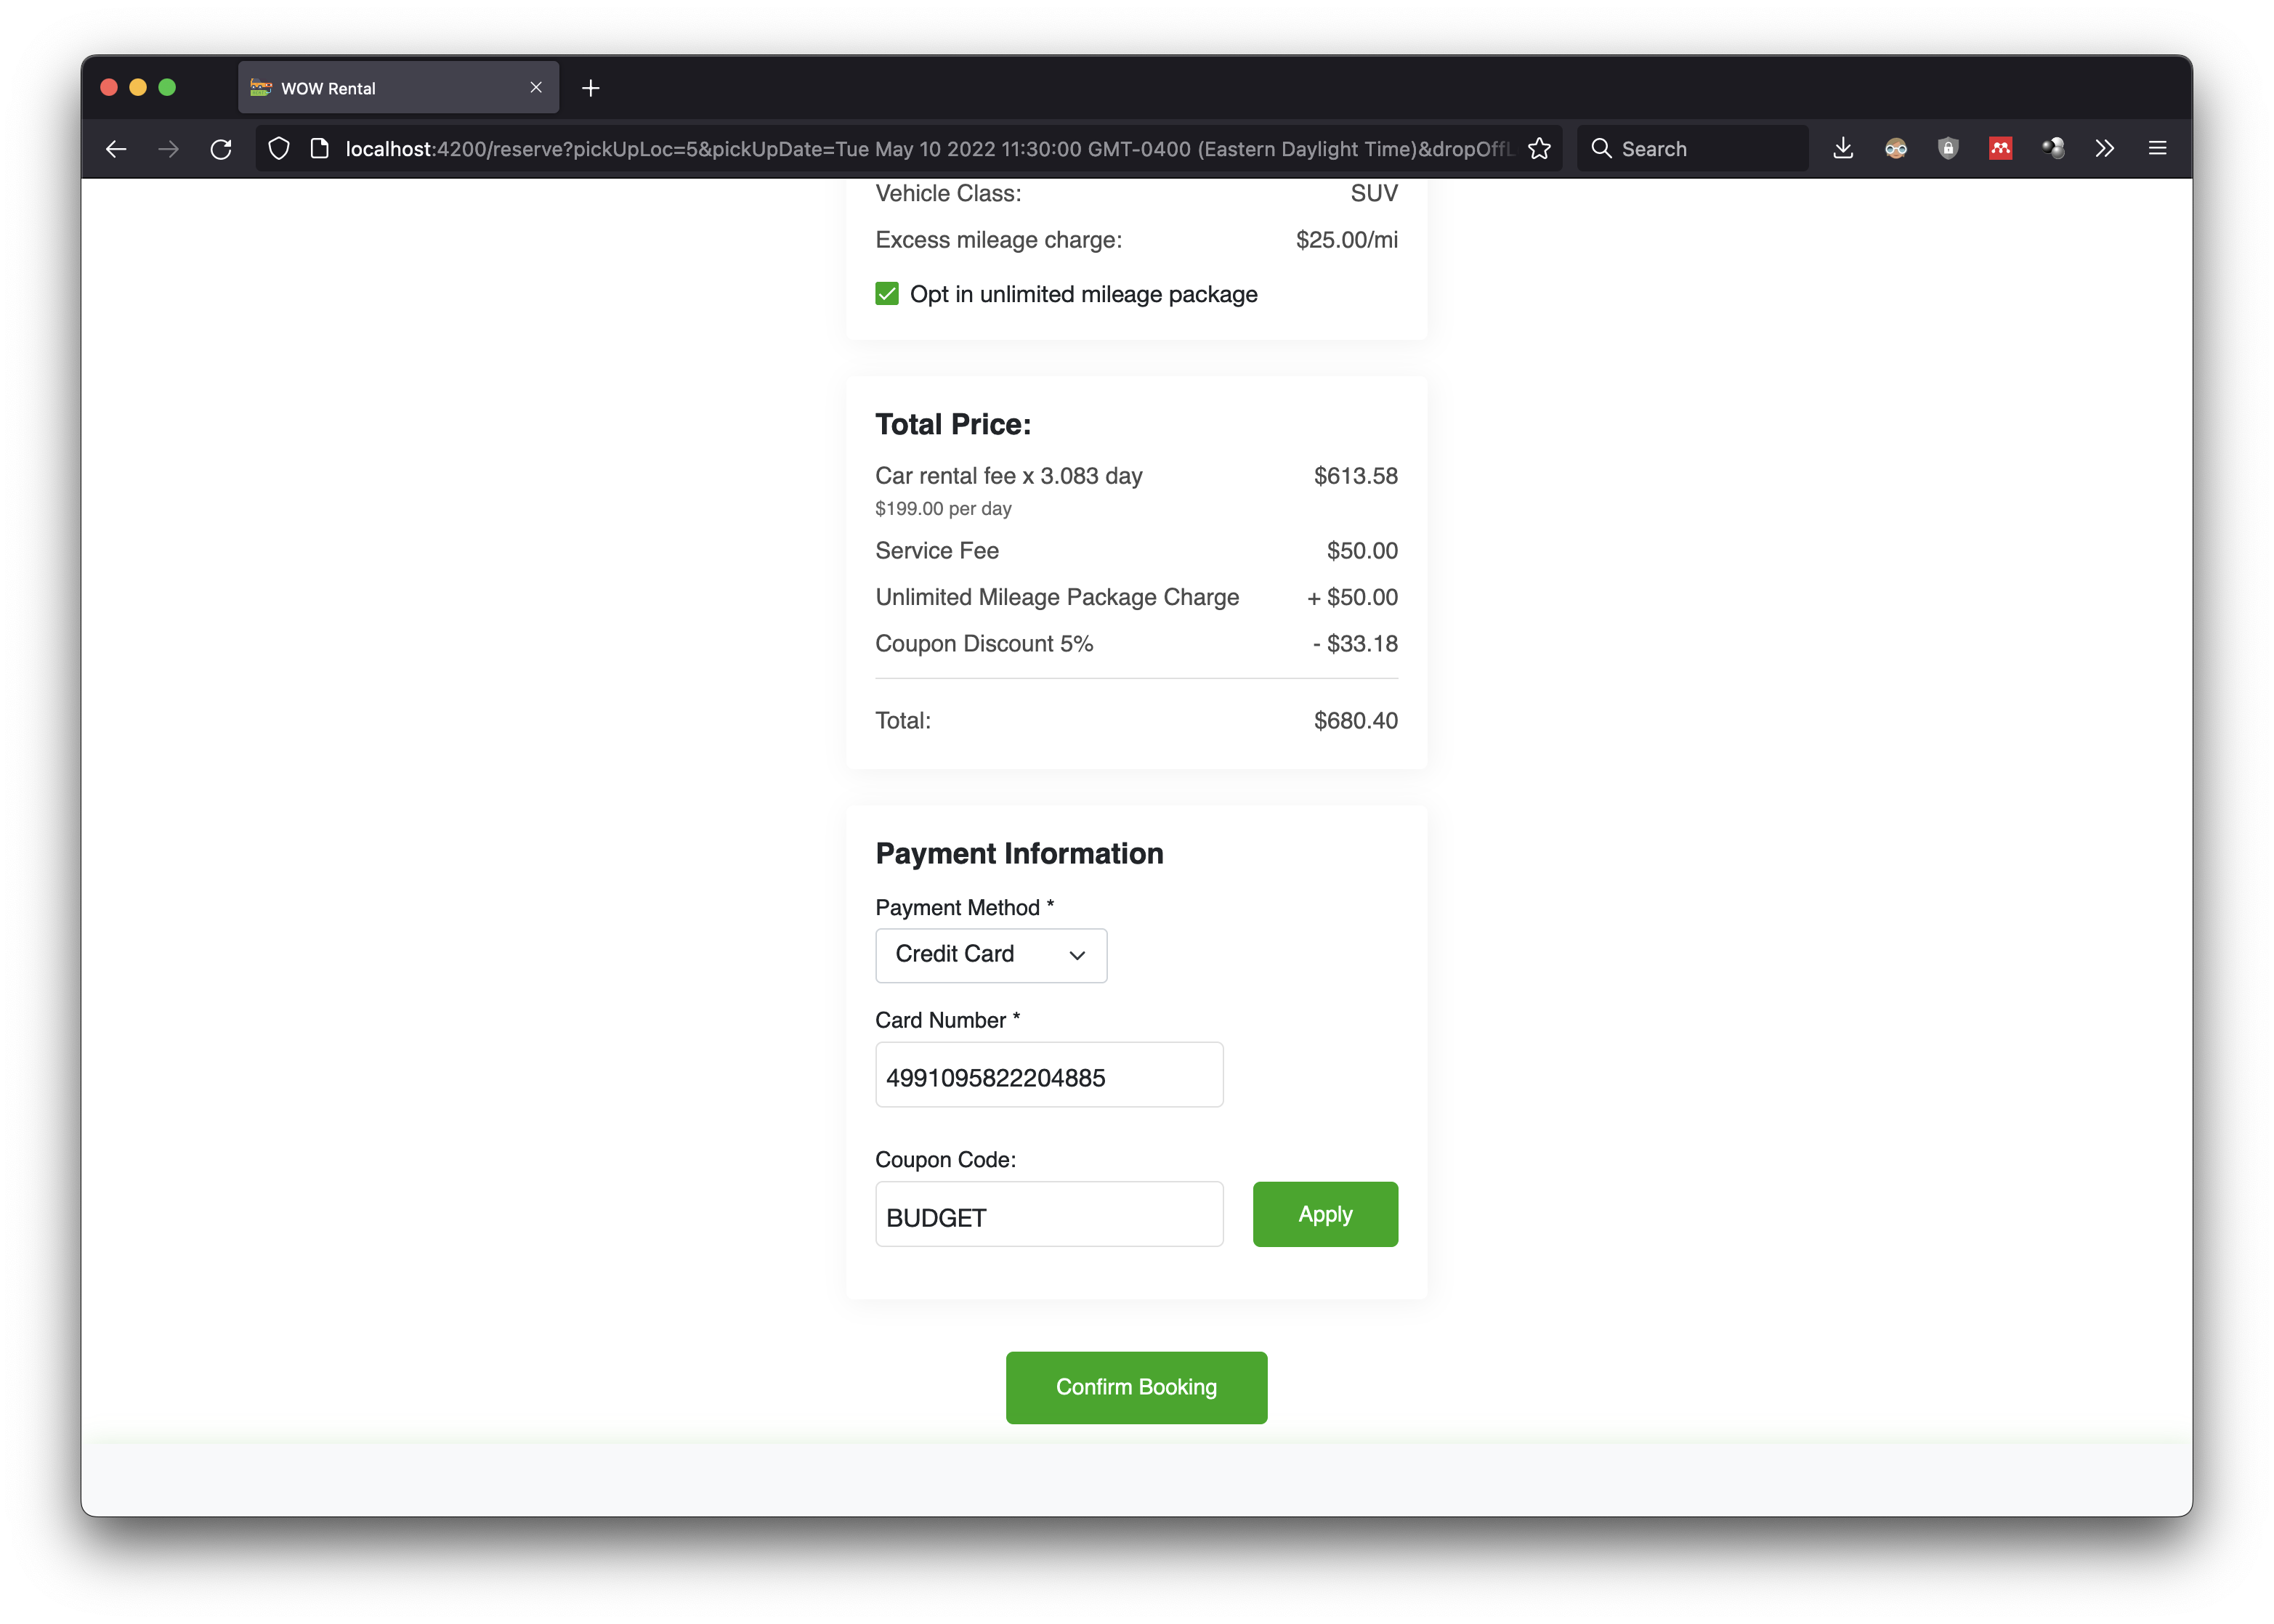 WOW Rental
localhost:4200/reserve?pickUpLoc=5&pickUpDate=Tue May 10 2022 11:30:00 GMT-0400 (Eastern Daylight Time)&dropOffL
Search
Vehicle Class: SUV
Excess mileage charge: $25.00/mi
Opt in unlimited mileage package
Total Price:
Car rental fee x 3.083 day $613.58
$199.00 per day
Service Fee $50.00
Unlimited Mileage Package Charge + $50.00
Coupon Discount 5% - $33.18
Total: $680.40
Payment Information
Payment Method *
Credit Card
Card Number *
4991095822204885
Coupon Code:
BUDGET Apply
Confirm Booking